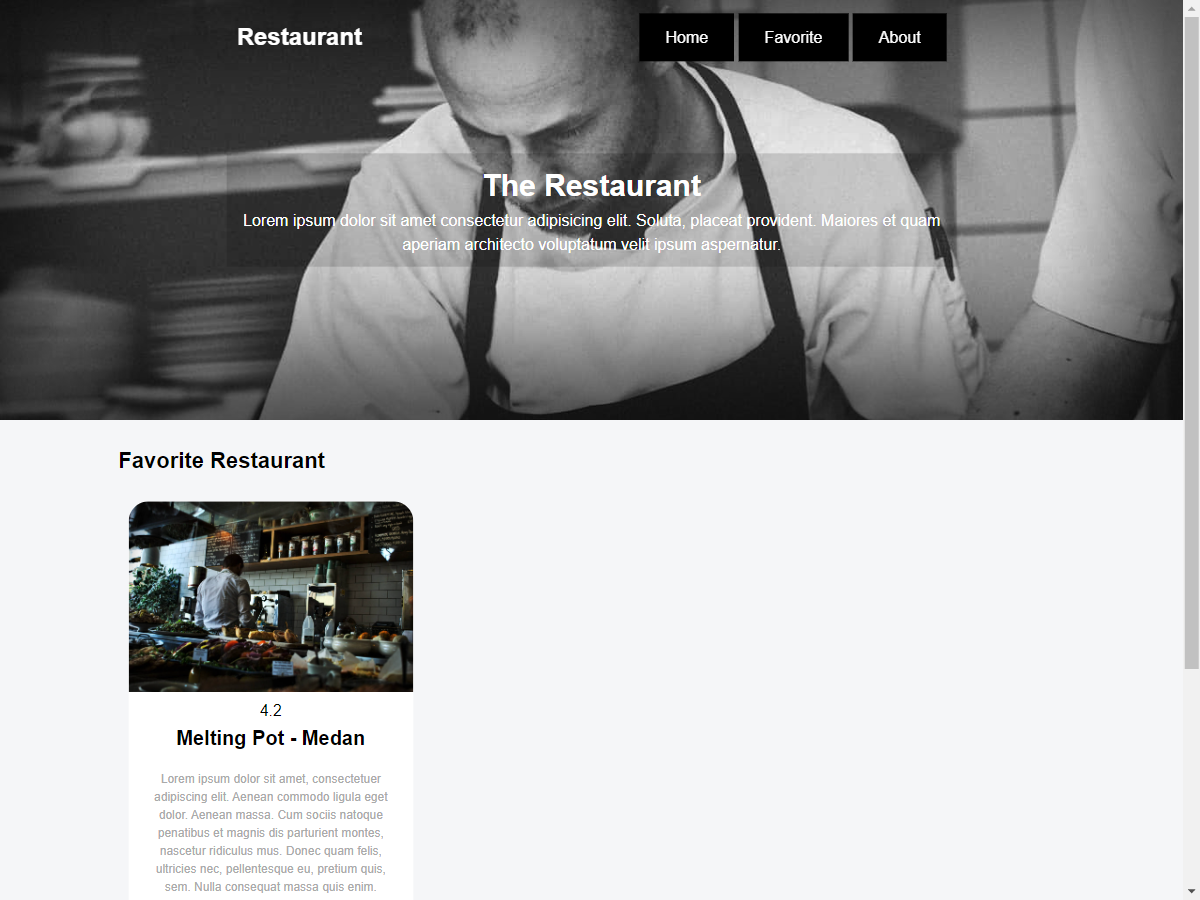 Restaurant
Home Favorite About
The Restaurant
Lorem ipsum dolor sit amet consectetur adipisicing elit. Soluta, placeat provident. Maiores et quam
aperiam architecto voluptatum velit ipsum aspernatur.
Favorite Restaurant
4.2
Melting Pot - Medan
Lorem ipsum dolor sit amet, consectetuer
adipiscing elit. Aenean commodo ligula eget
dolor. Aenean massa. Cum sociis natoque
penatibus et magnis dis parturient montes,
nascetur ridiculus mus. Donec quam felis,
ultricies nec, pellentesque eu, pretium quis,
sem. Nulla consequat massa quis enim.